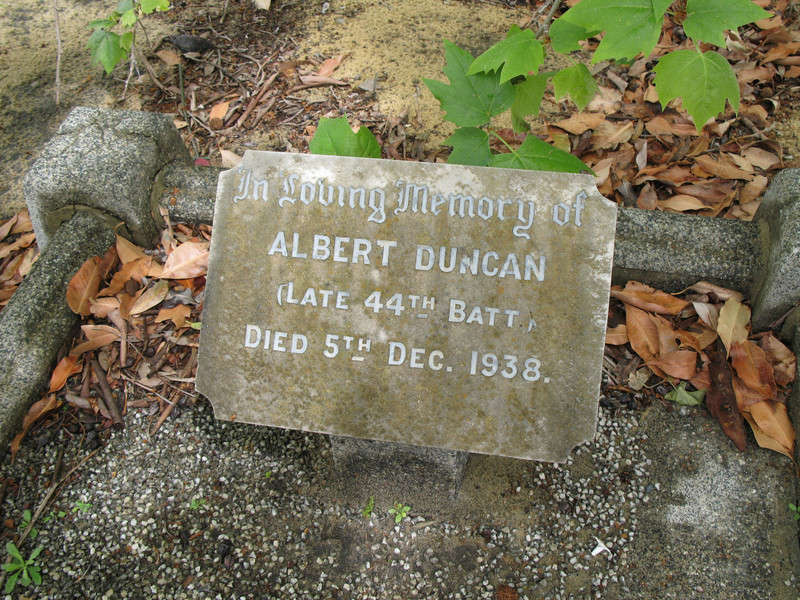 In Loving Memory of
ALBERT DUNCAN
(LATE 44TH BATT.)
DIED 5TH DEC. 1938.